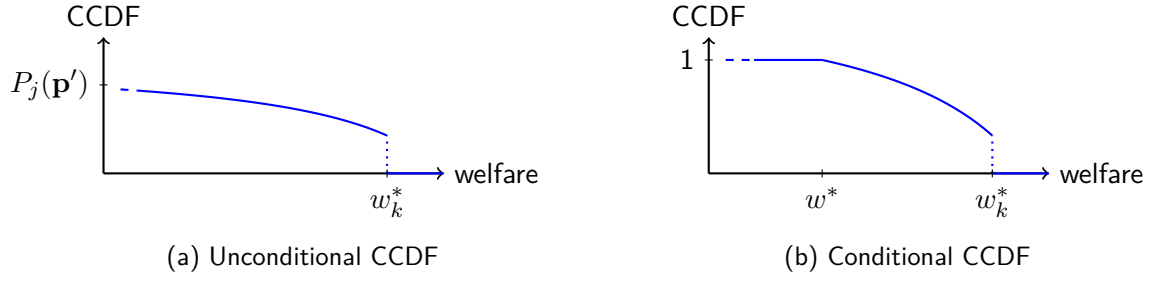 CCDF
P_j(p′)
welfare
w_k^*
(a) Unconditional CCDF
CCDF
1
welfare
w^*
w_k^*
(b) Conditional CCDF